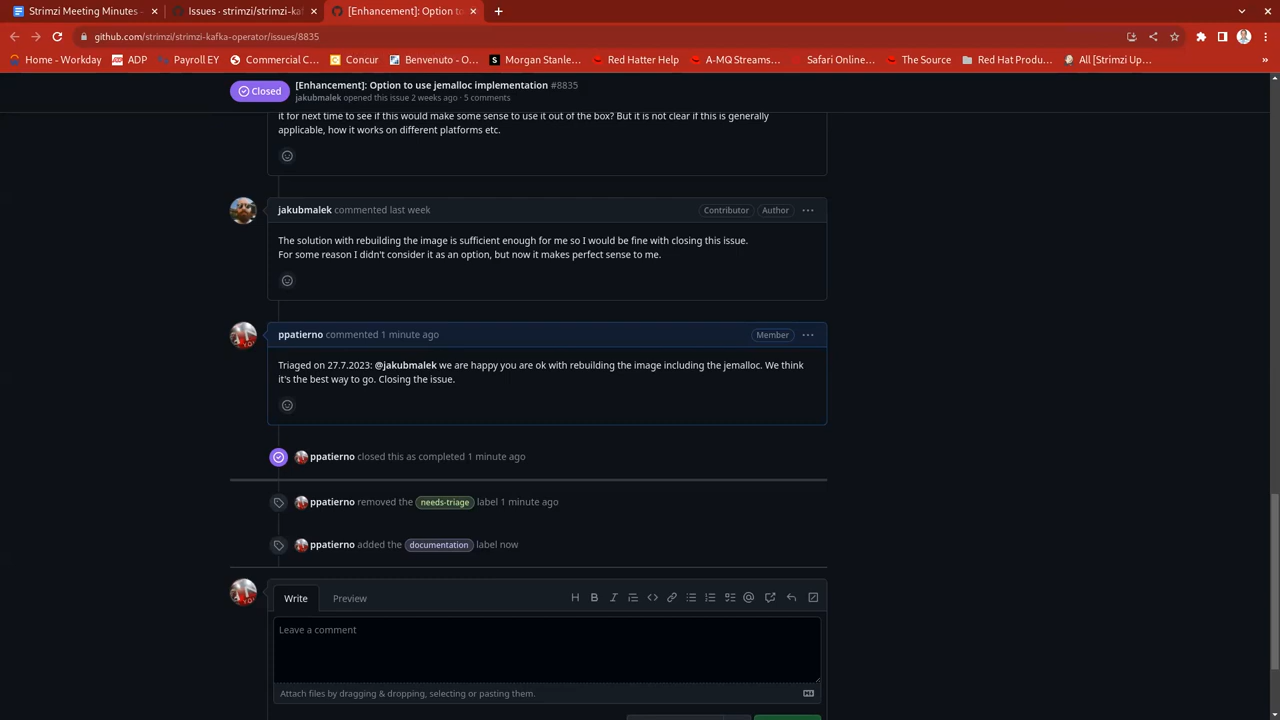 Strimzi Meeting Minutes -
Issues · strimzi/strimzi-kaf
[Enhancement]: Option to
github.com/strimzi/strimzi-kafka-operator/issues/8835
Home - Workday
ADP
Payroll EY
Commercial C...
Concur
Benvenuto - O...
Morgan Stanle...
Red Hatter Help
A-MQ Streams...
Safari Online...
The Source
Red Hat Produ...
All [Strimzi Up...
»
Closed
[Enhancement]: Option to use jemalloc implementation #8835
jakubmalek opened this issue 2 weeks ago · 5 comments
it for next time to see if this would make some sense to use it out of the box? But it is not clear if this is generally
applicable, how it works on different platforms etc.
jakubmalek commented last week
Contributor
Author
The solution with rebuilding the image is sufficient enough for me so I would be fine with closing this issue.
For some reason I didn't consider it as an option, but now it makes perfect sense to me.
ppatierno commented 1 minute ago
Member
Triaged on 27.7.2023: @jakubmalek we are happy you are ok with rebuilding the image including the jemalloc. We think
it's the best way to go. Closing the issue.
ppatierno closed this as completed 1 minute ago
ppatierno removed the needs-triage label 1 minute ago
ppatierno added the documentation label now
Write
Preview
Leave a comment
Attach files by dragging & dropping, selecting or pasting them.